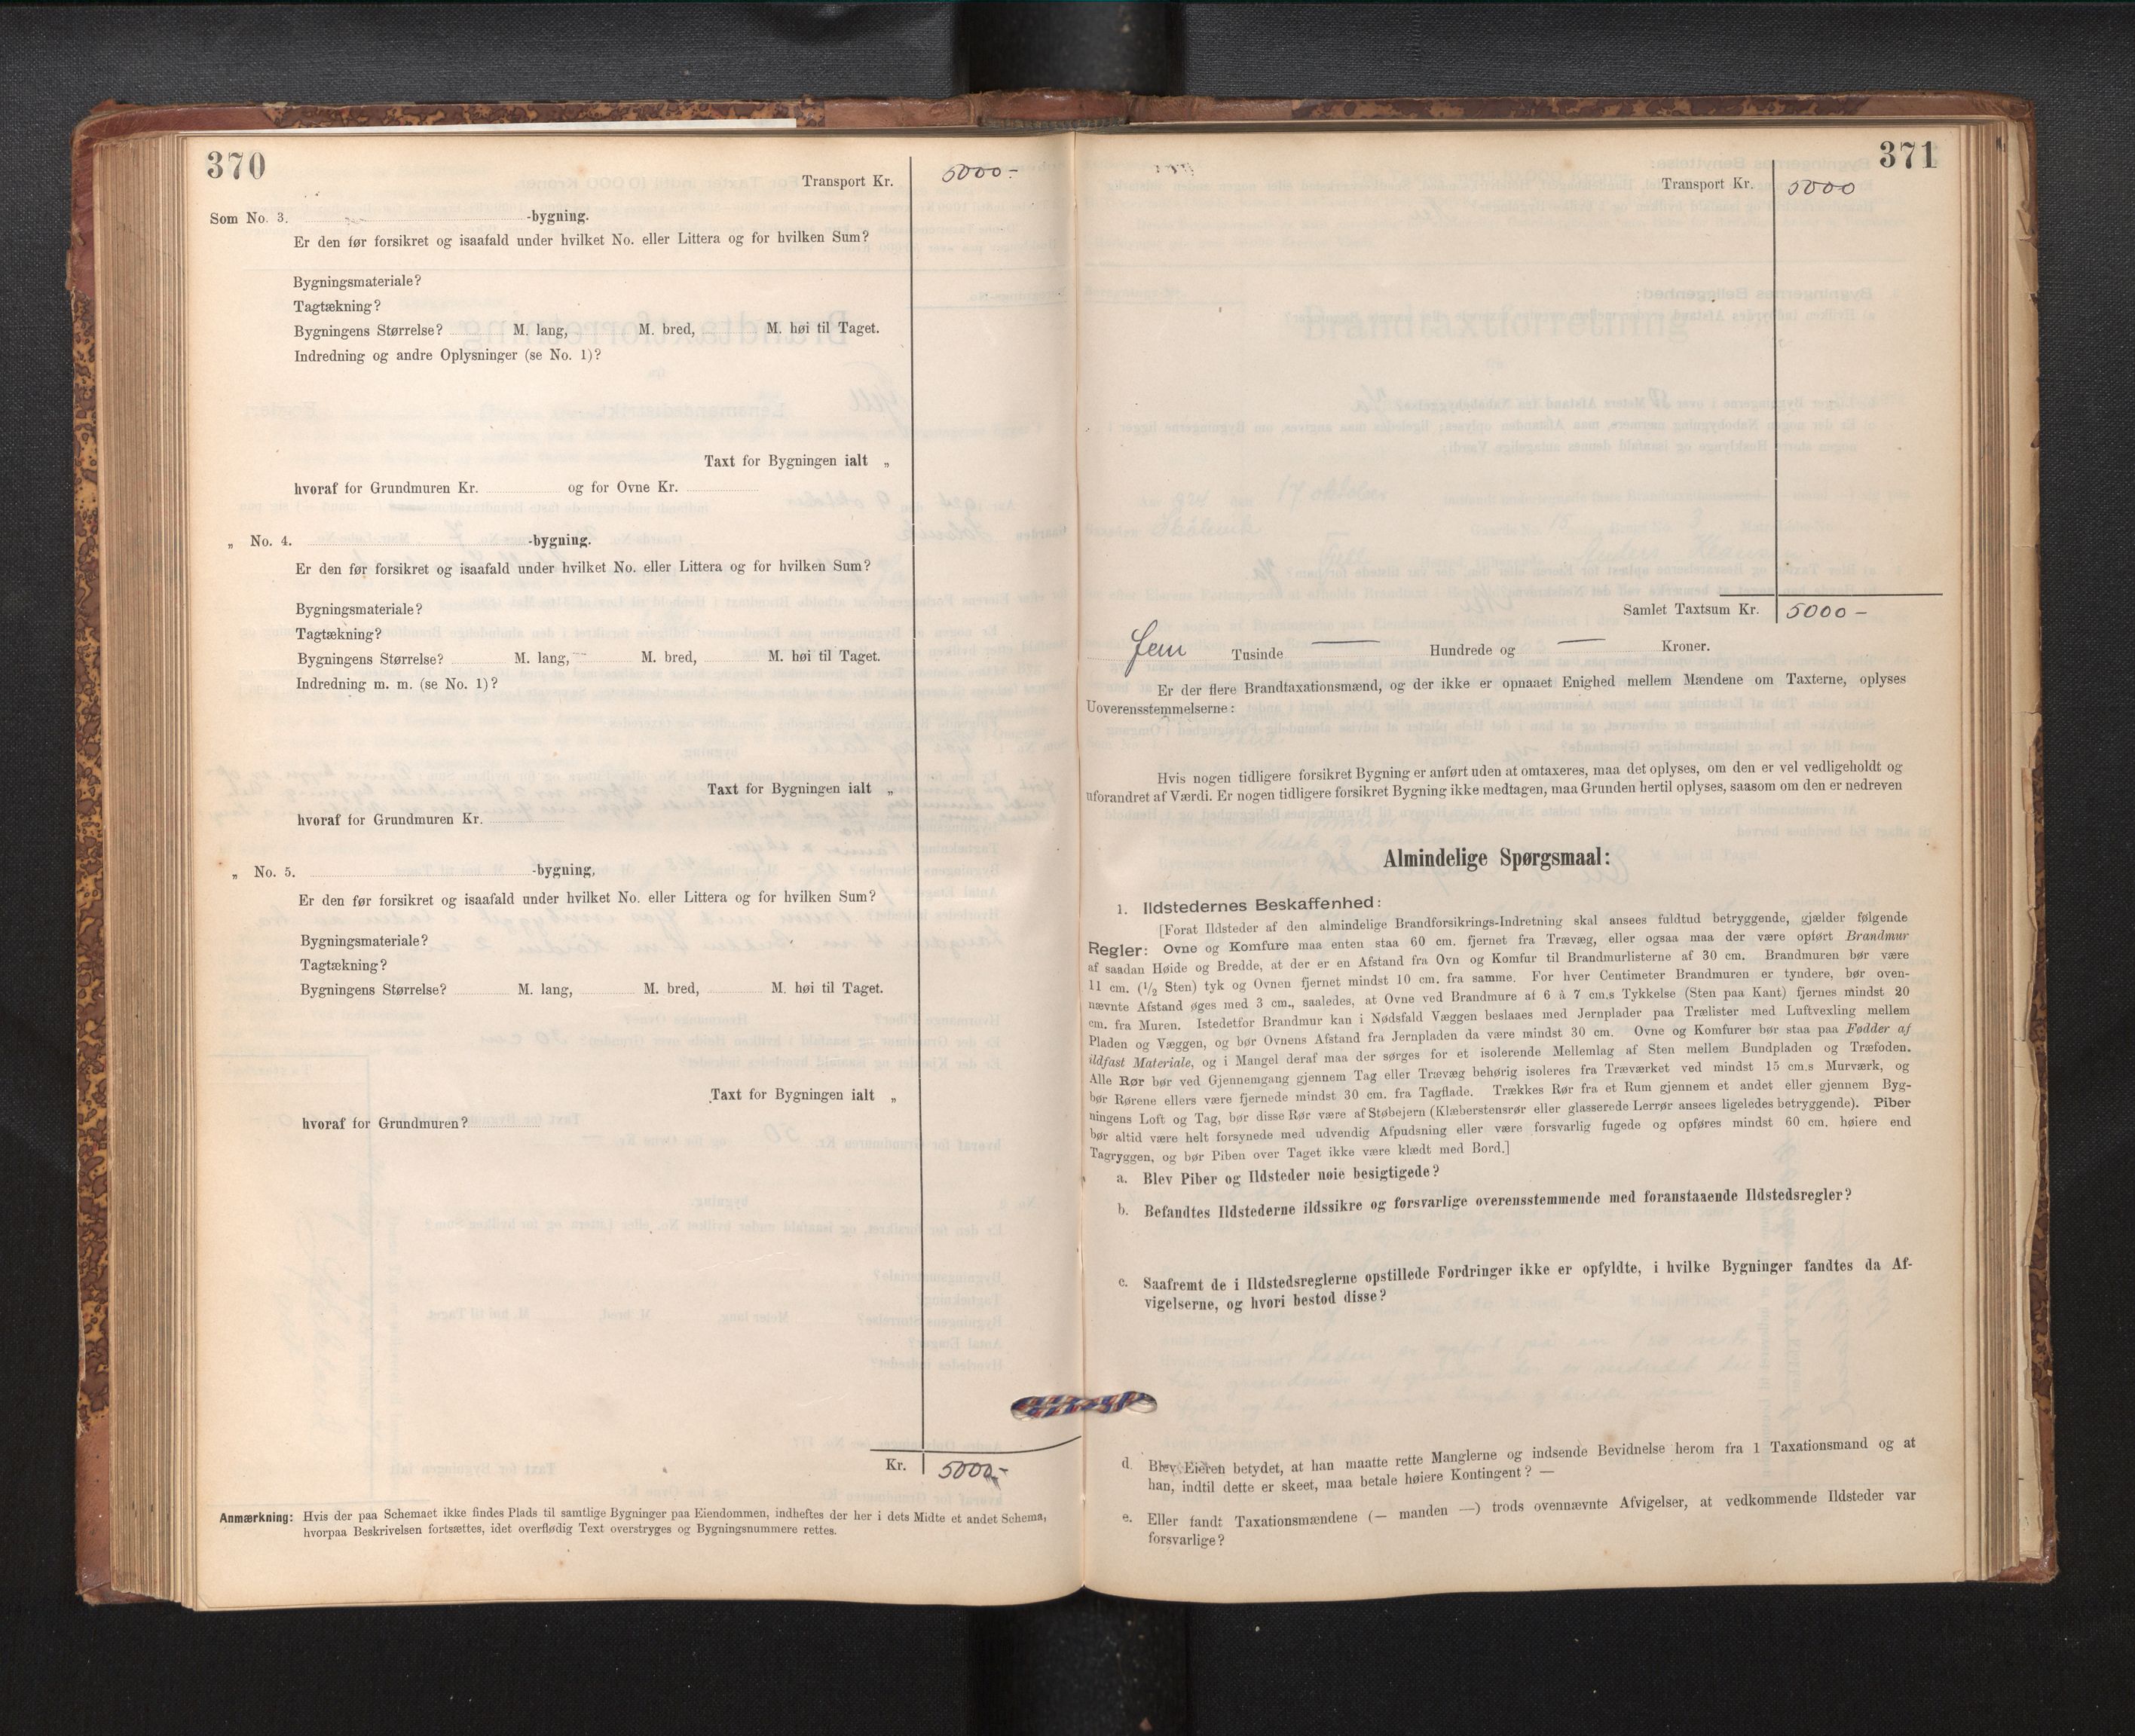 370
Transport Kr. 5000-
Som No. 3. -bygning.
Er den før forsikret og isaafald under hvilket No. eller Littera og for hvilken Sum?
Bygningsmateriale?
Tagtækning?
Bygningens Størrelse? M. lang, M. bred, M. høi til Taget.
Indredning og andre Oplysninger (se No. 1)?
Taxt for Bygningen ialt „
hvoraf for Grundmuren Kr. og for Ovne Kr.
„ No. 4. -bygning.
Er den før forsikret og isaafald under hvilket No. eller Littera og for hvilken Sum?
Bygningsmateriale?
Tagtækning?
Bygningens Størrelse? M. lang, M. bred, M. høi til Taget.
Indredning m. m. (se No. 1)?
Taxt for Bygningen ialt „
hvoraf for Grundmuren Kr.
„ No. 5. -bygning,
Er den før forsikret og isaafald under hvilket No. eller Littera og for hvilken Sum?
Bygningsmateriale?
Tagtækning?
Bygningens Størrelse? M. lang, M. bred, M. høi til Taget.
Taxt for Bygningen ialt „
hvoraf for Grundmuren?
Kr. 5000-
Anmærkning: Hvis der paa Schemaet ikke findes Plads til samtlige Bygninger paa Eiendommen, indheftes der her i dets Midte et andet Schema,
hvorpaa Beskrivelsen fortsættes, idet overflødig Text overstryges og Bygningsnummere rettes.
371
Transport Kr. 5000
Samlet Taxtsum Kr. 5000-
fem Tusinde — Hundrede og — Kroner.
Er der flere Brandtaxationsmænd, og der ikke er opnaaet Enighed mellem Mændene om Taxterne, oplyses
Uoverensstemmelserne:
Hvis nogen tidligere forsikret Bygning er anført uden at omtaxeres, maa det oplyses, om den er vel vedligeholdt og
uforandret af Værdi. Er nogen tidligere forsikret Bygning ikke medtagen, maa Grunden hertil oplyses, saasom om den er nedreven
Almindelige Spørgsmaal:
1. Ildstedernes Beskaffenhed:
[Forat Ildsteder af den almindelige Brandforsikrings-Indretning skal ansees fuldtud betryggende, gjælder følgende
Regler: Ovne og Komfure maa enten staa 60 cm. fjernet fra Trævæg, eller ogsaa maa der være opført Brandmur
af saadan Høide og Bredde, at der er en Afstand fra Ovn og Komfur til Brandmurlisterne af 30 cm. Brandmuren bør være
11 cm. (1/2 Sten) tyk og Ovnen fjernet mindst 10 cm. fra samme. For hver Centimeter Brandmuren er tyndere, bør oven-
nævnte Afstand øges med 3 cm., saaledes, at Ovne ved Brandmure af 6 à 7 cm.s Tykkelse (Sten paa Kant) fjernes mindst 20
cm. fra Muren. Istedetfor Brandmur kan i Nødsfald Væggen beslaaes med Jernplader paa Trælister med Luftvexling mellem
Pladen og Væggen, og bør Ovnens Afstand fra Jernpladen da være mindst 30 cm. Ovne og Komfurer bør staa paa Fødder af
ildfast Materiale, og i Mangel deraf maa der sørges for et isolerende Mellemlag af Sten mellem Bundpladen og Træfoden.
Alle Rør bør ved Gjennemgang gjennem Tag eller Trævæg behørig isoleres fra Træværket ved mindst 15 cm.s Murværk, og
bør Rørene ellers være fjernede mindst 30 cm. fra Tagflade. Trækkes Rør fra et Rum gjennem et andet eller gjennem Byg-
ningens Loft og Tag, bør disse Rør være af Støbejern (Klæberstensrør eller glasserede Lerrør ansees ligeledes betryggende). Piber
bør altid være helt forsynede med udvendig Afpudsning eller være forsvarlig fugede og opføres mindst 60 cm. høiere end
Tagryggen, og bør Piben over Taget ikke være klædt med Bord.]
a. Blev Piber og Ildsteder nøie besigtigede?
b. Befandtes Ildstederne ildssikre og forsvarlige overensstemmende med foranstaaende Ildstedsregler?
c. Saafremt de i Ildstedsreglerne opstillede Fordringer ikke er opfyldte, i hvilke Bygninger fandtes da Af-
vigelserne, og hvori bestod disse?
d. Blev Eieren betydet, at han maatte rette Manglerne og indsende Bevidnelse herom fra 1 Taxationsmand og at
han, indtil dette er skeet, maa betale høiere Kontingent? —
e. Eller fandt Taxationsmændene (— manden —) trods ovennævnte Afvigelser, at vedkommende Ildsteder var
forsvarlige?